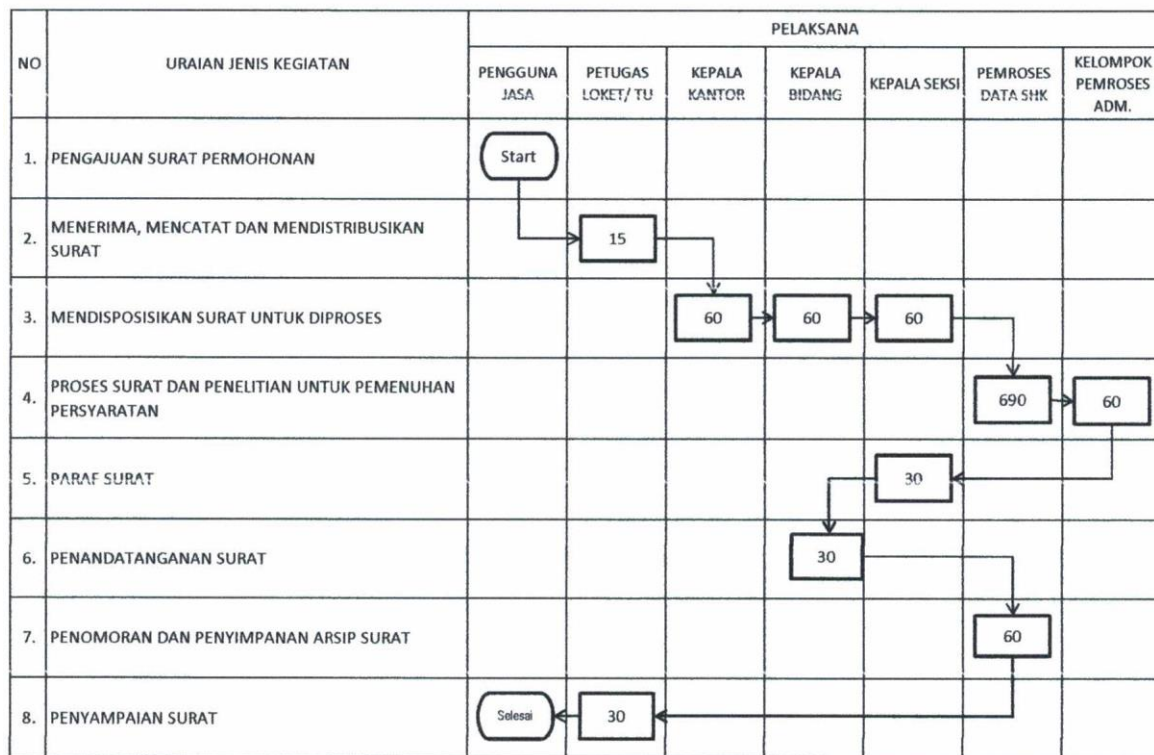 PELAKSANA
NO
URAIAN JENIS KEGIATAN
PENGGUNA
JASA
PETUGAS
LOKET/ TU
KEPALA
KANTOR
KEPALA
BIDANG
KEPALA SEKSI
PEMROSES
DATA SHK
KELOMPOK
PEMROSES
ADM.
1. PENGAJUAN SURAT PERMOHONAN
Start
2. MENERIMA, MENCATAT DAN MENDISTRIBUSIKAN
SURAT
15
3. MENDISPOSISIKAN SURAT UNTUK DIPROSES
60 60 60
4. PROSES SURAT DAN PENELITIAN UNTUK PEMENUHAN
PERSYARATAN
690 60
5. PARAF SURAT
30
6. PENANDATANGANAN SURAT
30
7. PENOMORAN DAN PENYIMPANAN ARSIP SURAT
60
8. PENYAMPAIAN SURAT
Selesai 30